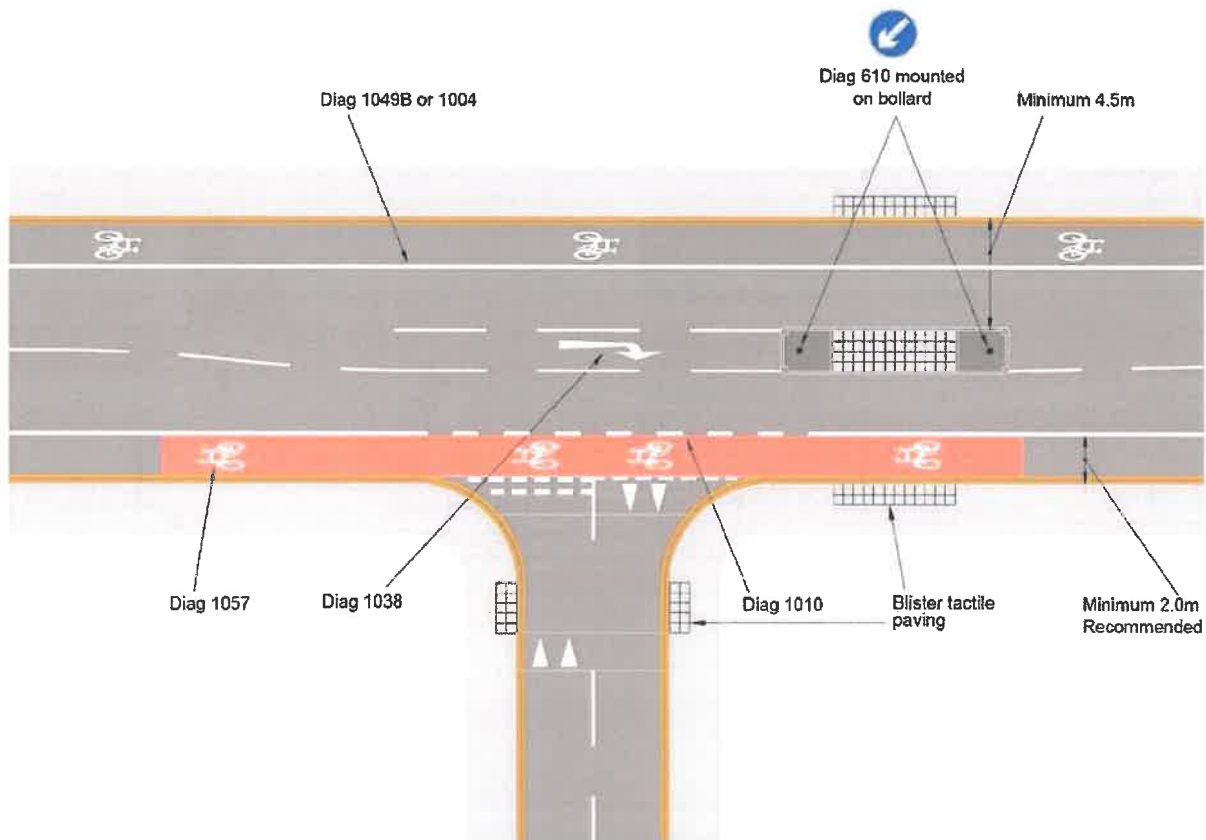 Diag 610 mounted
on bollard
Diag 1049B or 1004
Minimum 4.5m
Diag 1057
Diag 1038
Diag 1010
Blister tactile
paving
Minimum 2.0m
Recommended